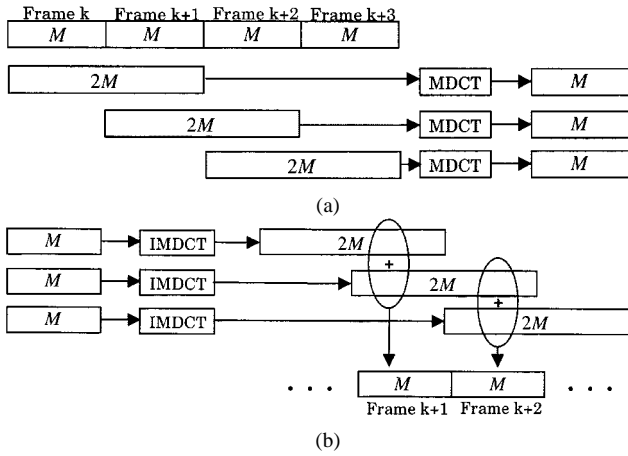 Frame k Frame k+1 Frame k+2 Frame k+3
M M M M
2M MDCT M
2M MDCT M
2M MDCT M
(a)
M IMDCT 2M
+
M IMDCT 2M
+
M IMDCT 2M
. . . M M . . .
Frame k+1 Frame k+2
(b)